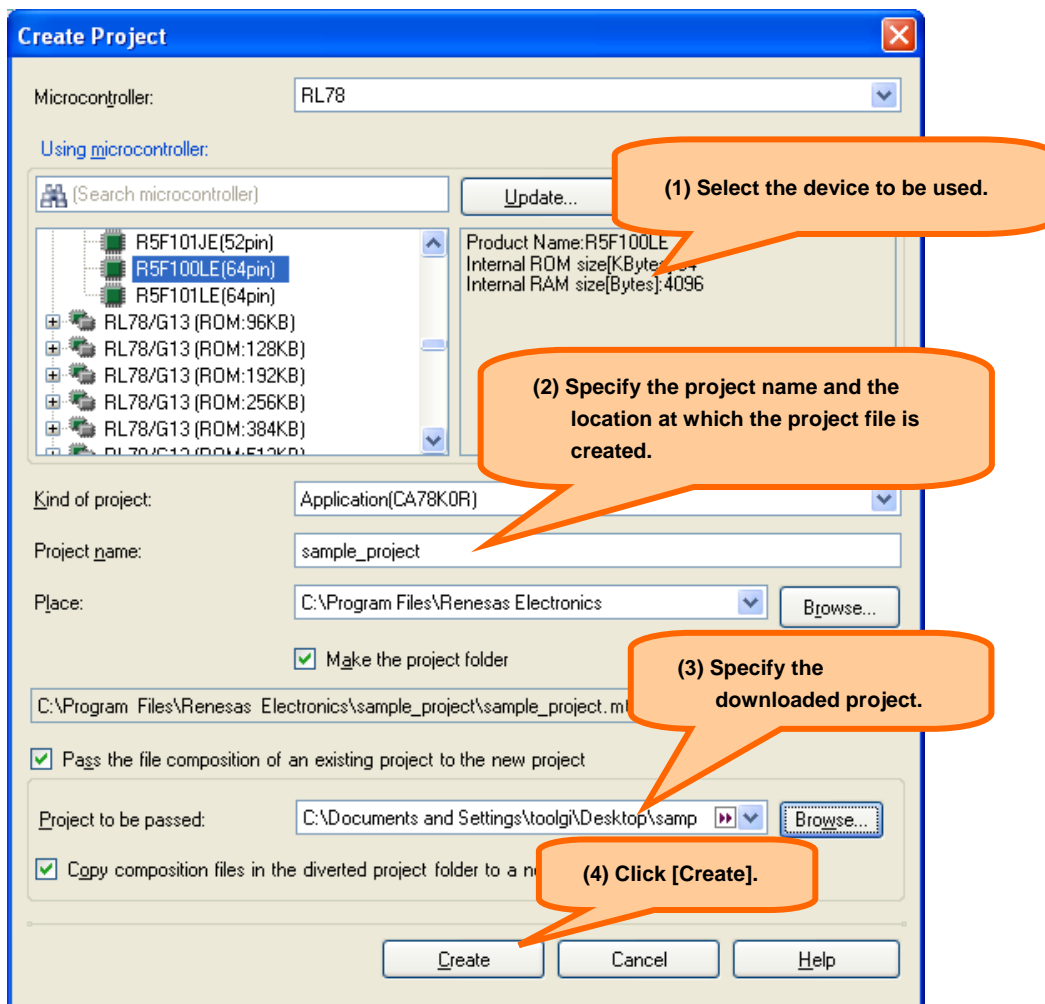 Create Project
Microcontroller:
RL78
Using microcontroller:
(Search microcontroller)
Update...
(1) Select the device to be used.
R5F101JE(52pin)
R5F100LE(64pin)
R5F101LE(64pin)
RL78/G13 (ROM:96KB)
RL78/G13 (ROM:128KB)
RL78/G13 (ROM:192KB)
RL78/G13 (ROM:256KB)
RL78/G13 (ROM:384KB)
RL78/G13 (ROM:512KB)
Product Name:R5F100LE
Internal ROM size[KBytes]:64
Internal RAM size[Bytes]:4096
(2) Specify the project name and the
location at which the project file is
created.
Kind of project:
Application(CA78K0R)
Project name:
sample_project
Place:
C:\Program Files\Renesas Electronics
Browse...
Make the project folder
(3) Specify the
downloaded project.
C:\Program Files\Renesas Electronics\sample_project\sample_project.mt
Pass the file composition of an existing project to the new project
Project to be passed:
C:\Documents and Settings\toolgi\Desktop\samp
Browse...
Copy composition files in the diverted project folder to a
(4) Click [Create].
Create
Cancel
Help